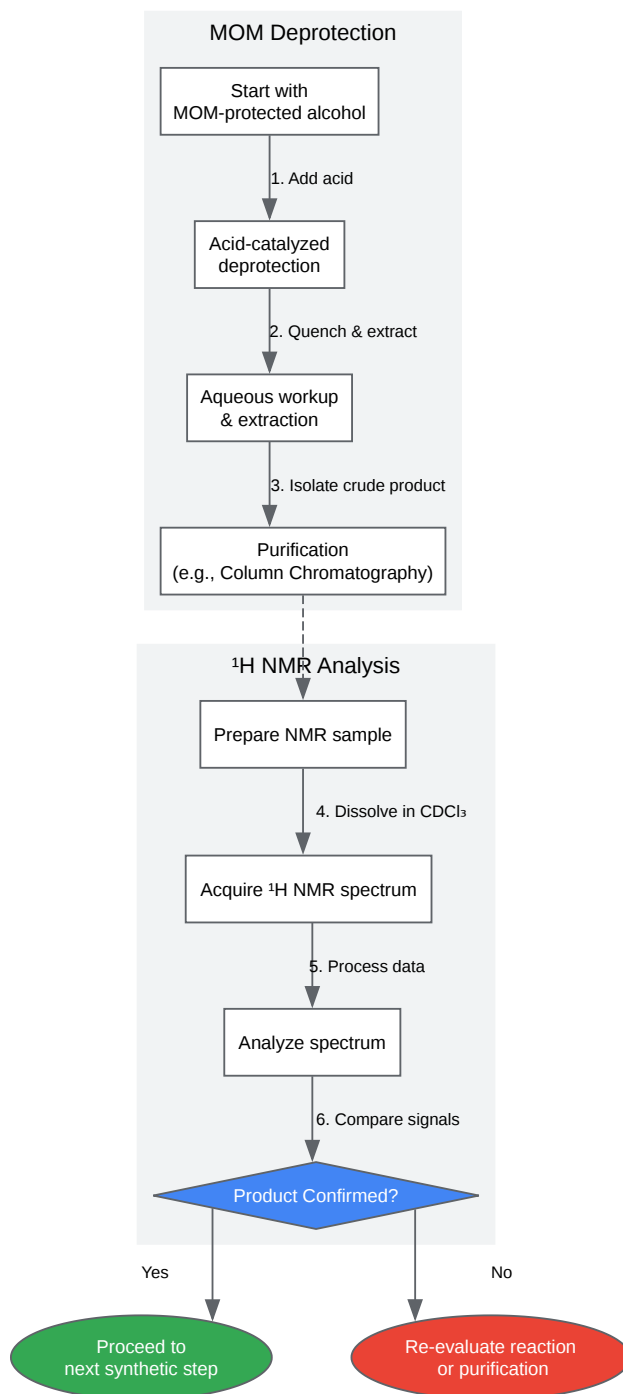 MOM Deprotection
Start with
MOM-protected alcohol
1. Add acid
Acid-catalyzed
deprotection
2. Quench & extract
Aqueous workup
& extraction
3. Isolate crude product
Purification
(e.g., Column Chromatography)
¹H NMR Analysis
Prepare NMR sample
4. Dissolve in CDCl₃
Acquire ¹H NMR spectrum
5. Process data
Analyze spectrum
6. Compare signals
Product Confirmed?
Yes
No
Proceed to
next synthetic step
Re-evaluate reaction
or purification